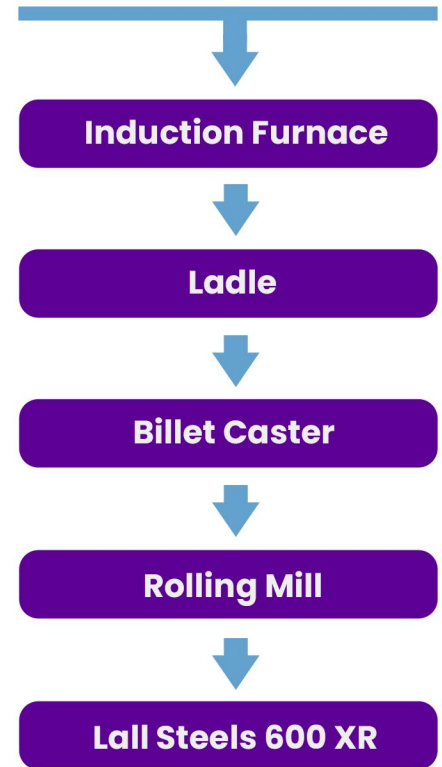 Induction Furnace
Ladle
Billet Caster
Rolling Mill
Lall Steels 600 XR